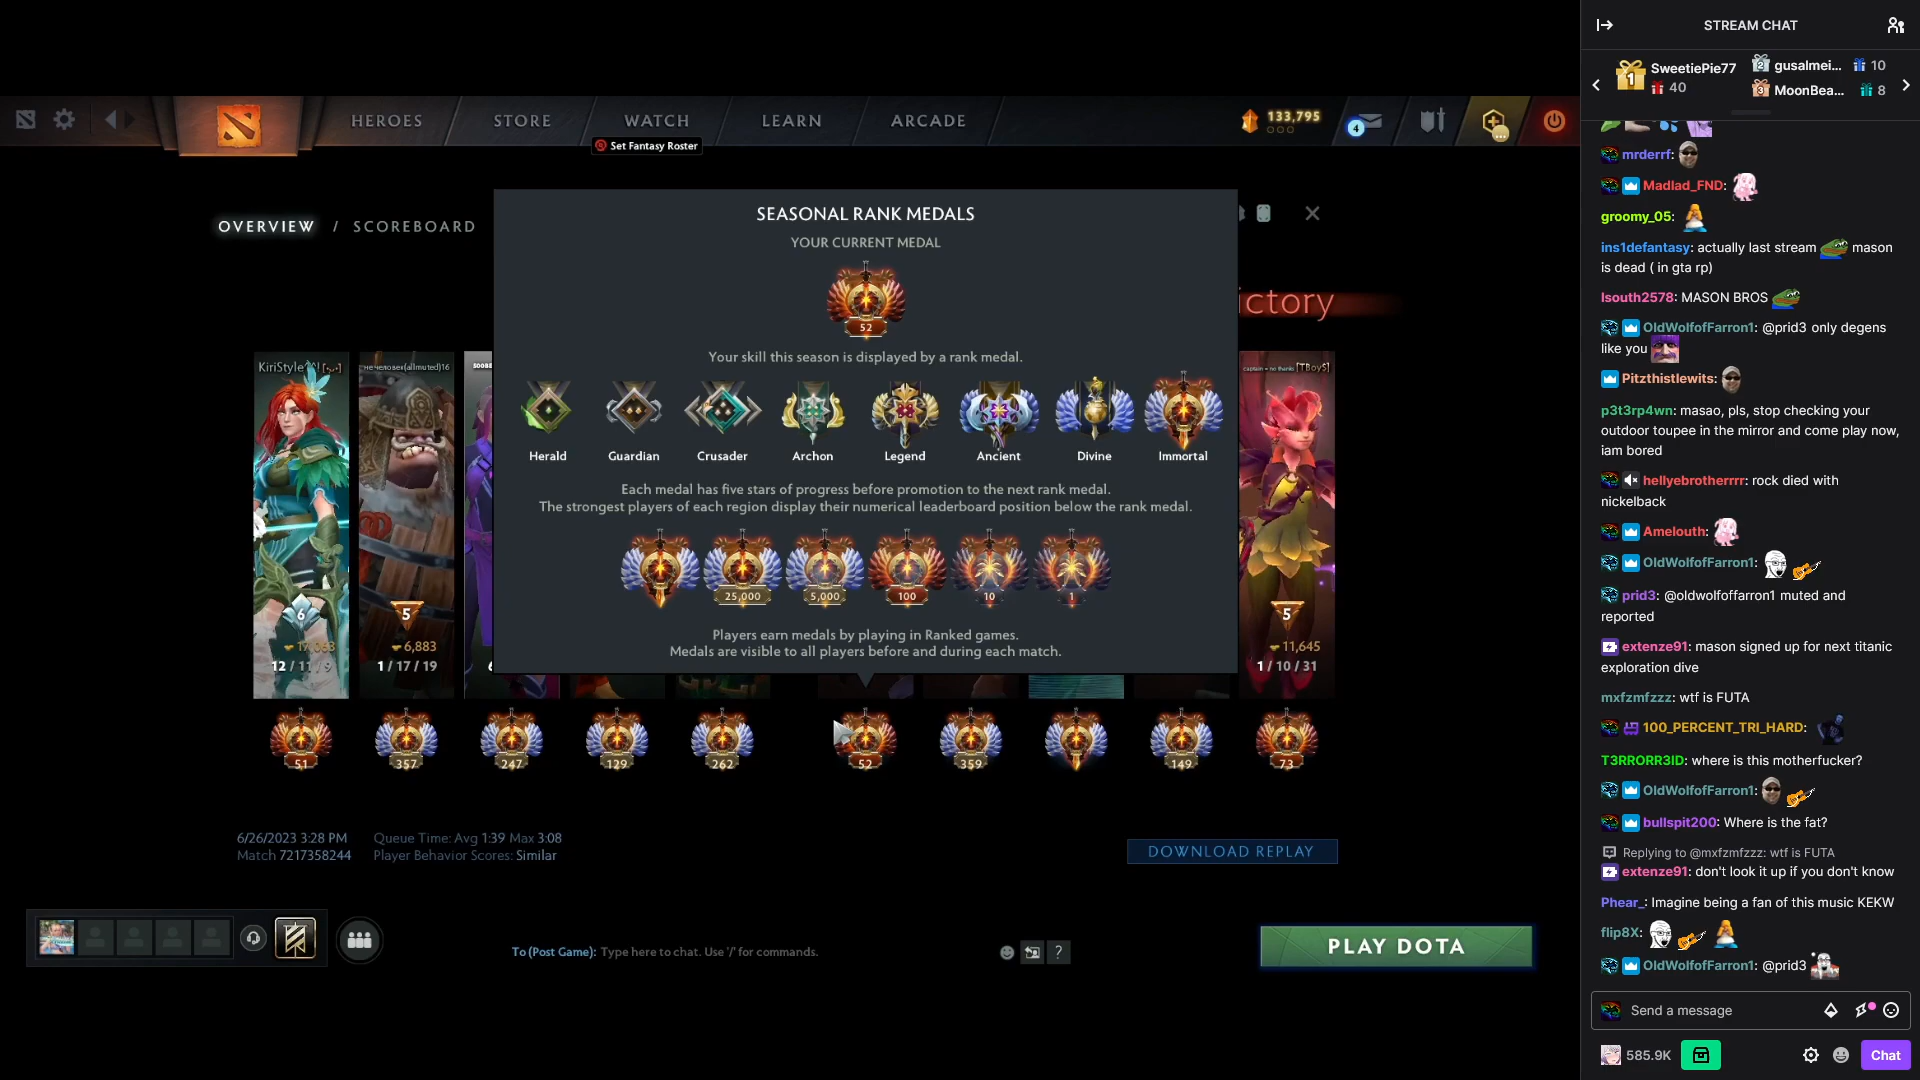 STREAM CHAT
1 SweetiePie77
40
2 gusalmei... 10
3 MoonBea... 8
HEROES
STORE
WATCH
LEARN
ARCADE
133,795
4
Set Fantasy Roster
OVERVIEW / SCOREBOARD
SEASONAL RANK MEDALS
YOUR CURRENT MEDAL
52
Your skill this season is displayed by a rank medal.
Herald
Guardian
Crusader
Archon
Legend
Ancient
Divine
Immortal
Each medal has five stars of progress before promotion to the next rank medal.
The strongest players of each region display their numerical leaderboard position below the rank medal.
25,000
5,000
100
10
1
Players earn medals by playing in Ranked games.
Medals are visible to all players before and during each match.
ictory
6
12 / 11 / 9
не человек(allmuted)16
5
6,883
1 / 17 / 19
captain = no thanks [TBoy$]
5
11,645
1 / 10 / 31
51
357
247
129
262
52
359
149
73
6/26/2023 3:28 PM
Match 7217358244
Queue Time: Avg 1:39 Max 3:08
Player Behavior Scores: Similar
DOWNLOAD REPLAY
To (Post Game): Type here to chat. Use '/' for commands.
?
PLAY DOTA
mrderrf:
Madlad_FND:
groomy_05:
ins1defantasy: actually last stream mason
is dead ( in gta rp)
lsouth2578: MASON BROS
OldWolfofFarron1: @prid3 only degens
like you
Pitzthistlewits:
p3t3rp4wn: masao, pls, stop checking your
outdoor toupee in the mirror and come play now,
iam bored
hellyebrotherrrr: rock died with
nickelback
Amelouth:
OldWolfofFarron1:
prid3: @oldwolfoffarron1 muted and
reported
extenze91: mason signed up for next titanic
exploration dive
mxfzmfzzz: wtf is FUTA
100_PERCENT_TRI_HARD:
T3RRORR3ID: where is this motherfucker?
OldWolfofFarron1:
bullspit200: Where is the fat?
Replying to @mxfzmfzzz: wtf is FUTA
extenze91: don't look it up if you don't know
Phear_: Imagine being a fan of this music KEKW
flip8X:
OldWolfofFarron1: @prid3
Send a message
585.9K
Chat